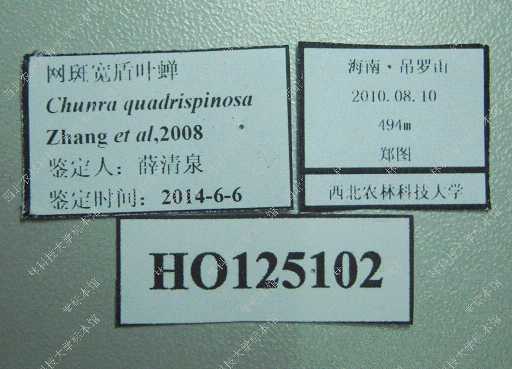 网斑宽盾叶蝉
Chunra quadrispinosa
Zhang et al,2008
鉴定人：薛清泉
鉴定时间：2014-6-6
海南·吊罗山
2010.08.10
494m
郑图
西北农林科技大学
HO125102